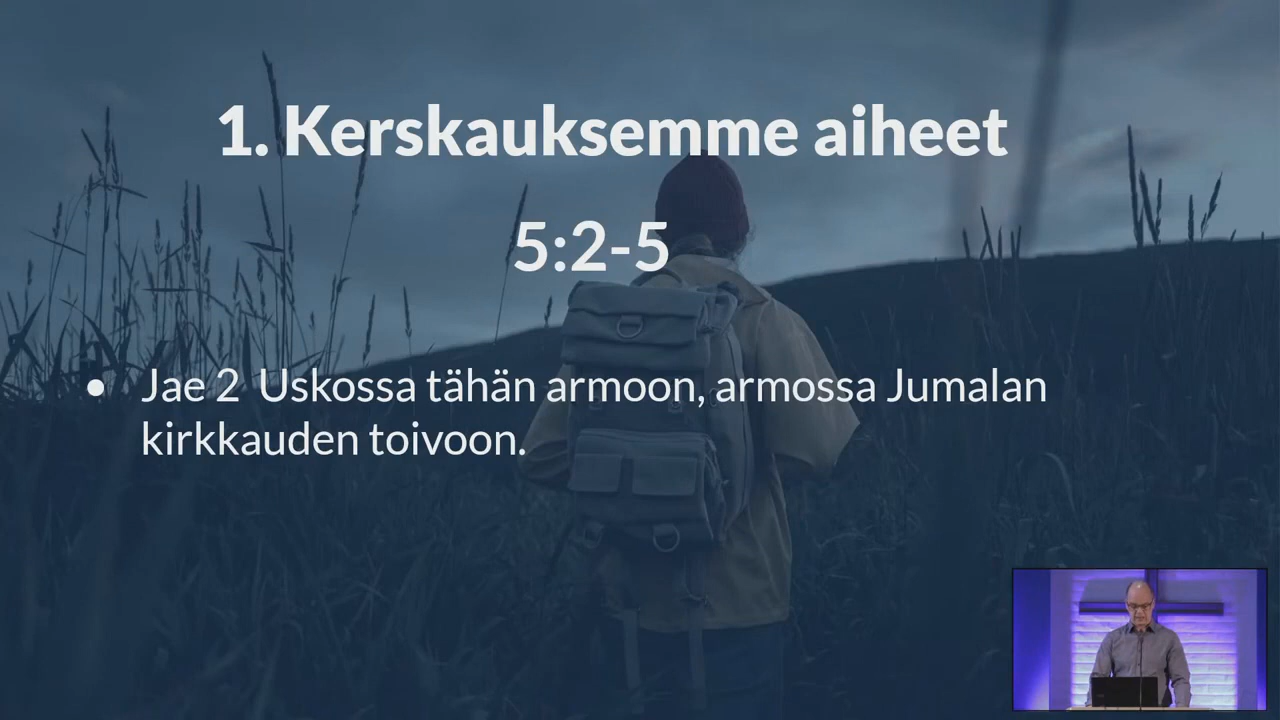 1. Kerskauksemme aiheet
5:2-5
• Jae 2 Uskossa tähän armoon, armossa Jumalan
kirkkauden toivoon.